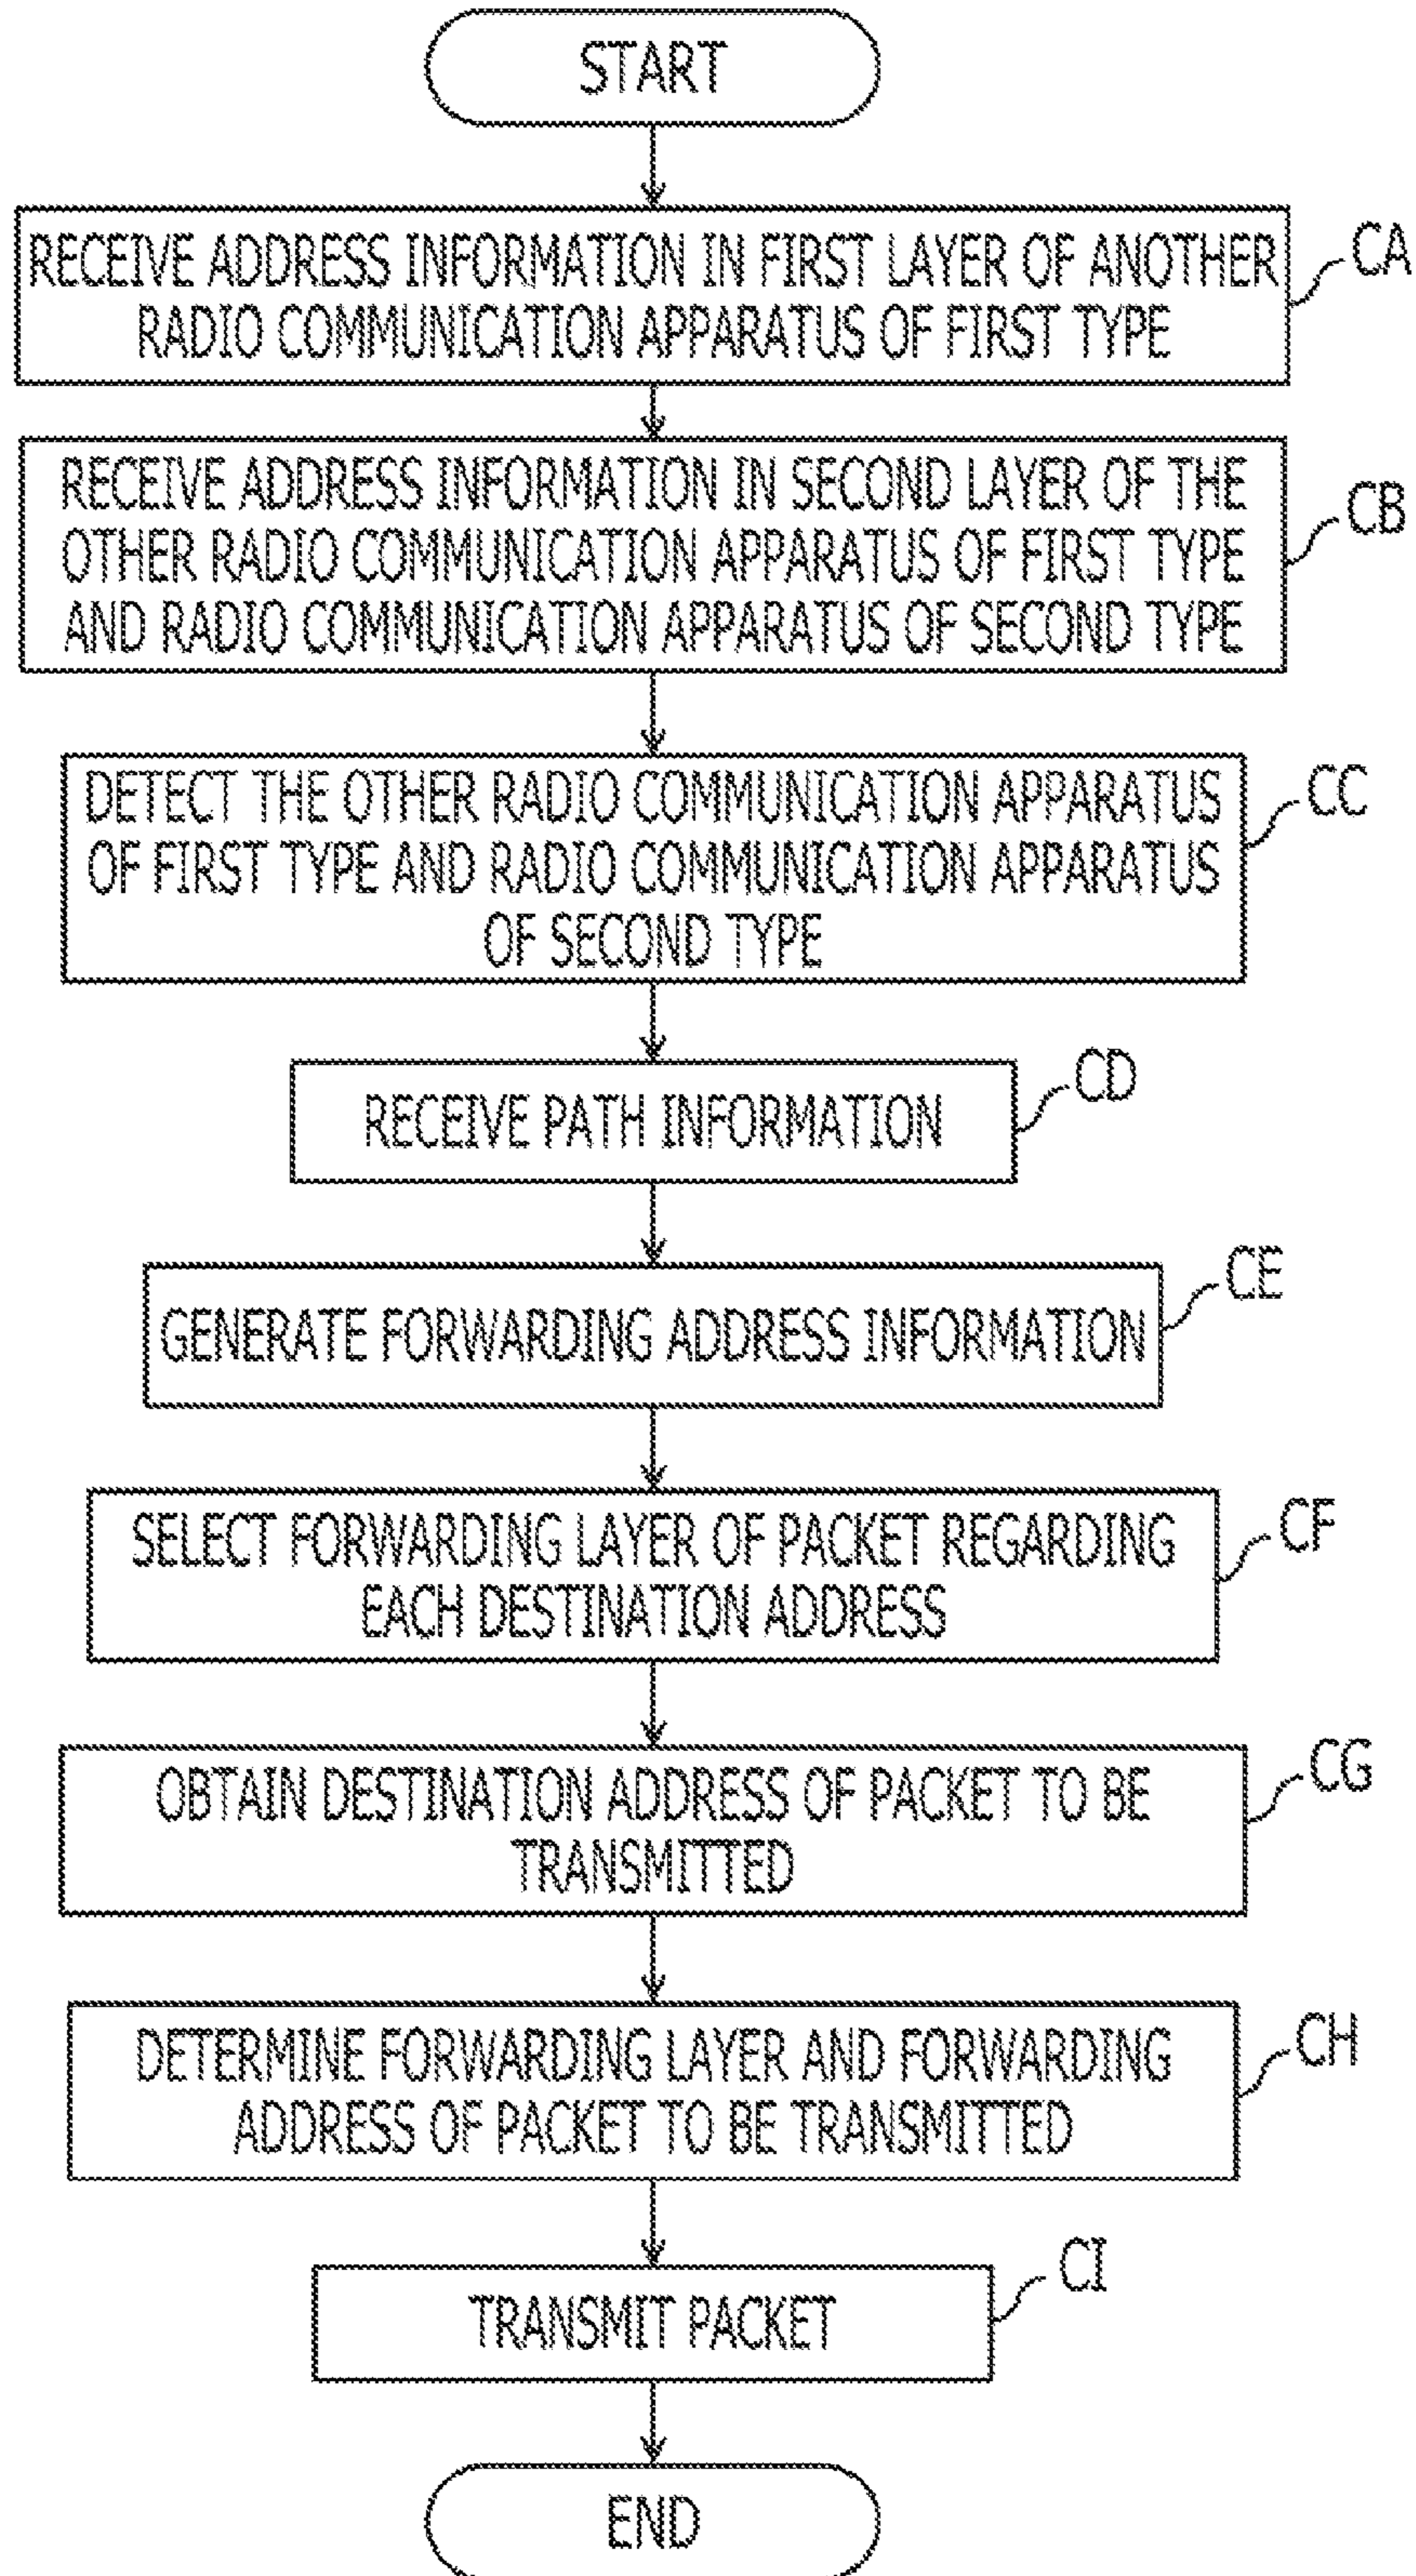 START
RECEIVE ADDRESS INFORMATION IN FIRST LAYER OF ANOTHER
RADIO COMMUNICATION APPARATUS OF FIRST TYPE
CA
RECEIVE ADDRESS INFORMATION IN SECOND LAYER OF THE
OTHER RADIO COMMUNICATION APPARATUS OF FIRST TYPE
AND RADIO COMMUNICATION APPARATUS OF SECOND TYPE
CB
DETECT THE OTHER RADIO COMMUNICATION APPARATUS
OF FIRST TYPE AND RADIO COMMUNICATION APPARATUS
OF SECOND TYPE
CC
RECEIVE PATH INFORMATION
CD
GENERATE FORWARDING ADDRESS INFORMATION
CE
SELECT FORWARDING LAYER OF PACKET REGARDING
EACH DESTINATION ADDRESS
CF
OBTAIN DESTINATION ADDRESS OF PACKET TO BE
TRANSMITTED
CG
DETERMINE FORWARDING LAYER AND FORWARDING
ADDRESS OF PACKET TO BE TRANSMITTED
CH
TRANSMIT PACKET
CI
END